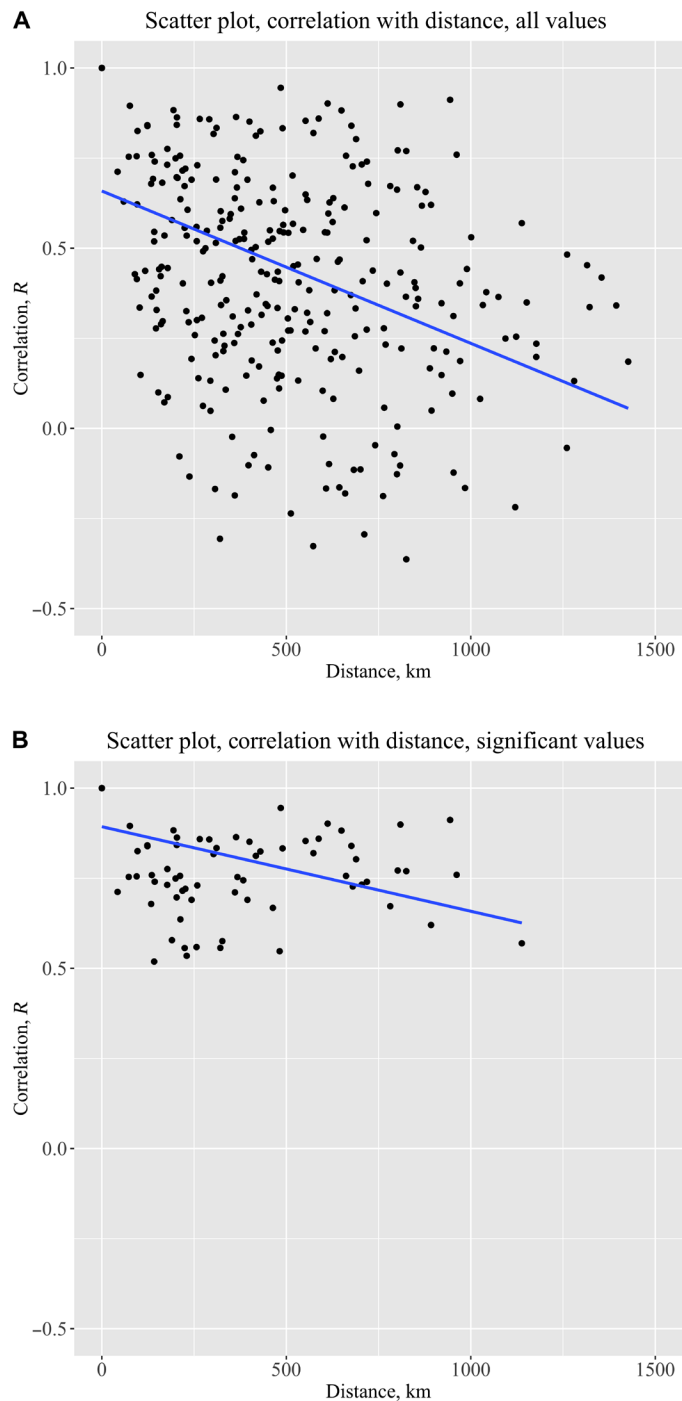 A
Scatter plot, correlation with distance, all values
1.0
0.5
0.0
−0.5
Correlation, R
0 500 1000 1500
Distance, km
B
Scatter plot, correlation with distance, significant values
1.0
0.5
0.0
−0.5
Correlation, R
0 500 1000 1500
Distance, km